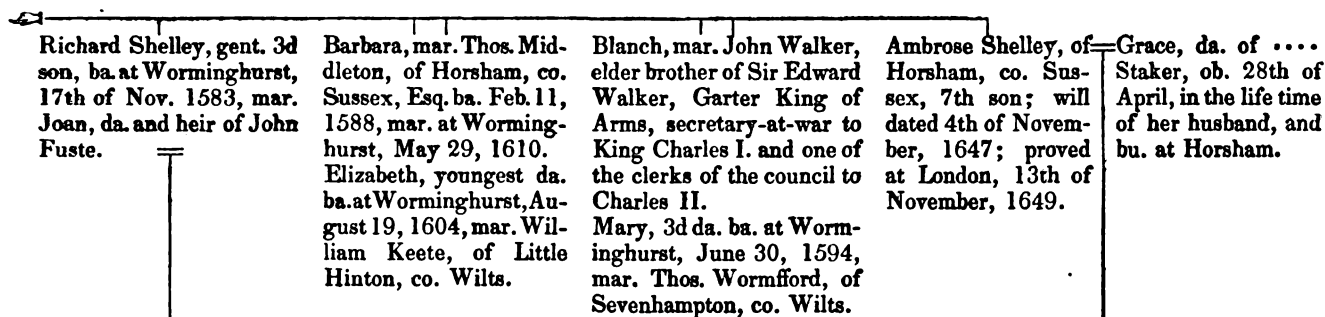 Richard Shelley, gent. 3d
son, ba. at Worminghurst,
17th of Nov. 1583, mar.
Joan, da. and heir of John
Fuste.
Barbara, mar. Thos. Mid-
dleton, of Horsham, co.
Sussex, Esq. ba. Feb. 11,
1588, mar. at Worming-
hurst, May 29, 1610.
Elizabeth, youngest da.
ba. at Worminghurst, Au-
gust 19, 1604, mar. Wil-
liam Keete, of Little
Hinton, co. Wilts.
Blanch, mar. John Walker,
elder brother of Sir Edward
Walker, Garter King of
Arms, secretary-at-war to
King Charles I. and one of
the clerks of the council to
Charles II.
Mary, 3d da. ba. at Worm-
inghurst, June 30, 1594,
mar. Thos. Wormfford, of
Sevenhampton, co. Wilts.
Ambrose Shelley, of
Horsham, co. Sus-
sex, 7th son; will
dated 4th of Novem-
ber, 1647; proved
at London, 13th of
November, 1649.
Grace, da. of ····
Staker, ob. 28th of
April, in the life time
of her husband, and
bu. at Horsham.